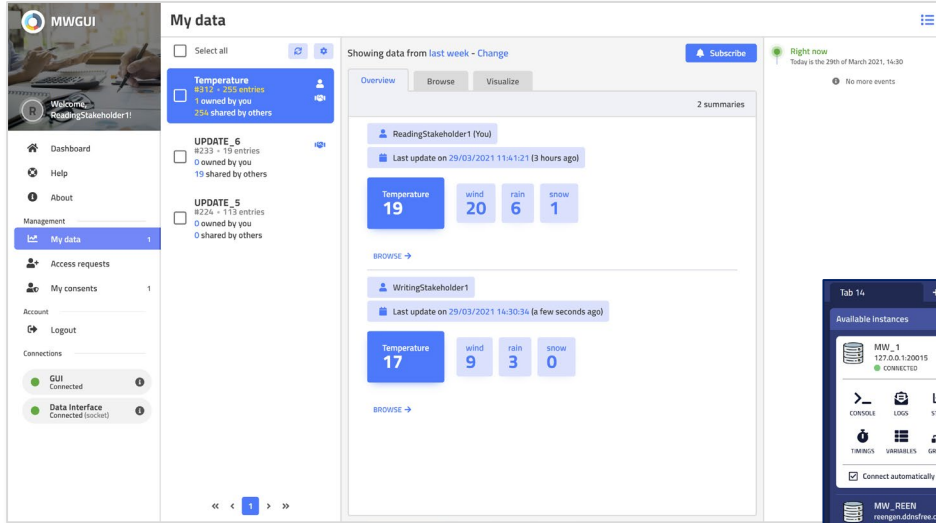 MWGUI
R
Welcome,
ReadingStakeholder1!
Dashboard
Help
About
Management
My data 1
Access requests
My consents 1
Account
Logout
Connections
GUI
Connected
Data Interface
Connected (socket)
My data
Select all
Temperature
#312 • 255 entries
1 owned by you
254 shared by others
UPDATE_6
#233 • 19 entries
0 owned by you
19 shared by others
UPDATE_5
#224 • 113 entries
0 owned by you
0 shared by others
« ‹ 1 › »
Showing data from last week - Change
Subscribe
Overview Browse Visualize
2 summaries
ReadingStakeholder1 (You)
Last update on 29/03/2021 11:41:21 (3 hours ago)
Temperature wind rain snow
19 20 6 1
BROWSE →
WritingStakeholder1
Last update on 29/03/2021 14:30:34 (a few seconds ago)
Temperature wind rain snow
17 9 3 0
BROWSE →
Right now
Today is the 29th of March 2021, 14:30
No more events
Tab 14 +
Available instances
MW_1
127.0.0.1:20015
CONNECTED
CONSOLE LOGS
TIMINGS VARIABLES
Connect automatically
MW_REEN